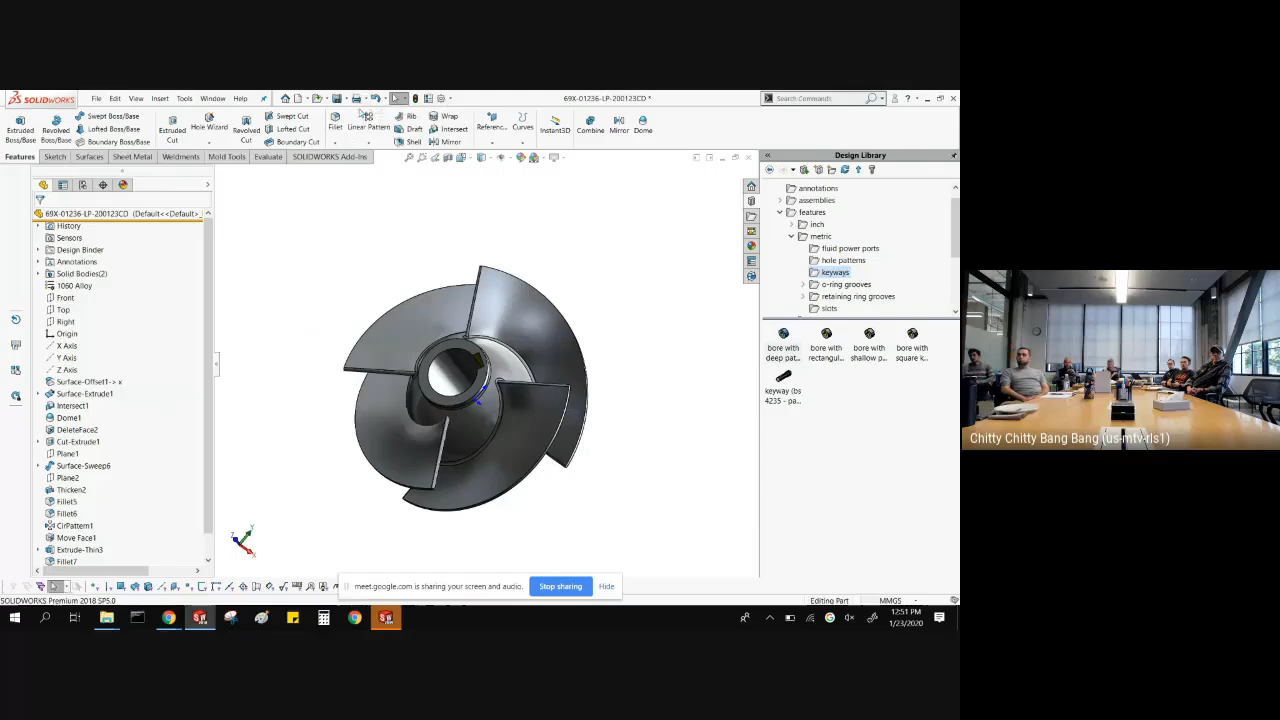 SOLIDWORKS
File Edit View Insert Tools Window Help
69X-01236-LP-200123CD *
Search Commands
Extruded Boss/Base
Revolved Boss/Base
Swept Boss/Base
Lofted Boss/Base
Boundary Boss/Base
Extruded Cut
Hole Wizard
Revolved Cut
Swept Cut
Lofted Cut
Boundary Cut
Fillet
Linear Pattern
Rib
Draft
Shell
Wrap
Intersect
Mirror
Referenc...
Curves
Instant3D
Combine
Mirror
Dome
Features Sketch Surfaces Sheet Metal Weldments Mold Tools Evaluate SOLIDWORKS Add-Ins
69X-01236-LP-200123CD (Default<<Default>_
History
Sensors
Design Binder
Annotations
Solid Bodies(2)
1060 Alloy
Front
Top
Right
Origin
X Axis
Y Axis
Z Axis
Surface-Offset1-> x
Surface-Extrude1
Intersect1
Dome1
DeleteFace2
Cut-Extrude1
Plane1
Surface-Sweep6
Plane2
Thicken2
Fillet5
Fillet6
CirPattern1
Move Face1
Extrude-Thin3
Fillet7
Y
Z
X
Design Library
annotations
assemblies
features
inch
metric
fluid power ports
hole patterns
keyways
o-ring grooves
retaining ring grooves
slots
bore with deep pat...
bore with rectangul...
bore with shallow p...
bore with square k...
keyway (bs 4235 - pa...
meet.google.com is sharing your screen and audio.
Stop sharing
Hide
SOLIDWORKS Premium 2018 SP5.0
Editing Part
MMGS
12:51 PM
1/23/2020
Chitty Chitty Bang Bang (us-mtv-rls1)